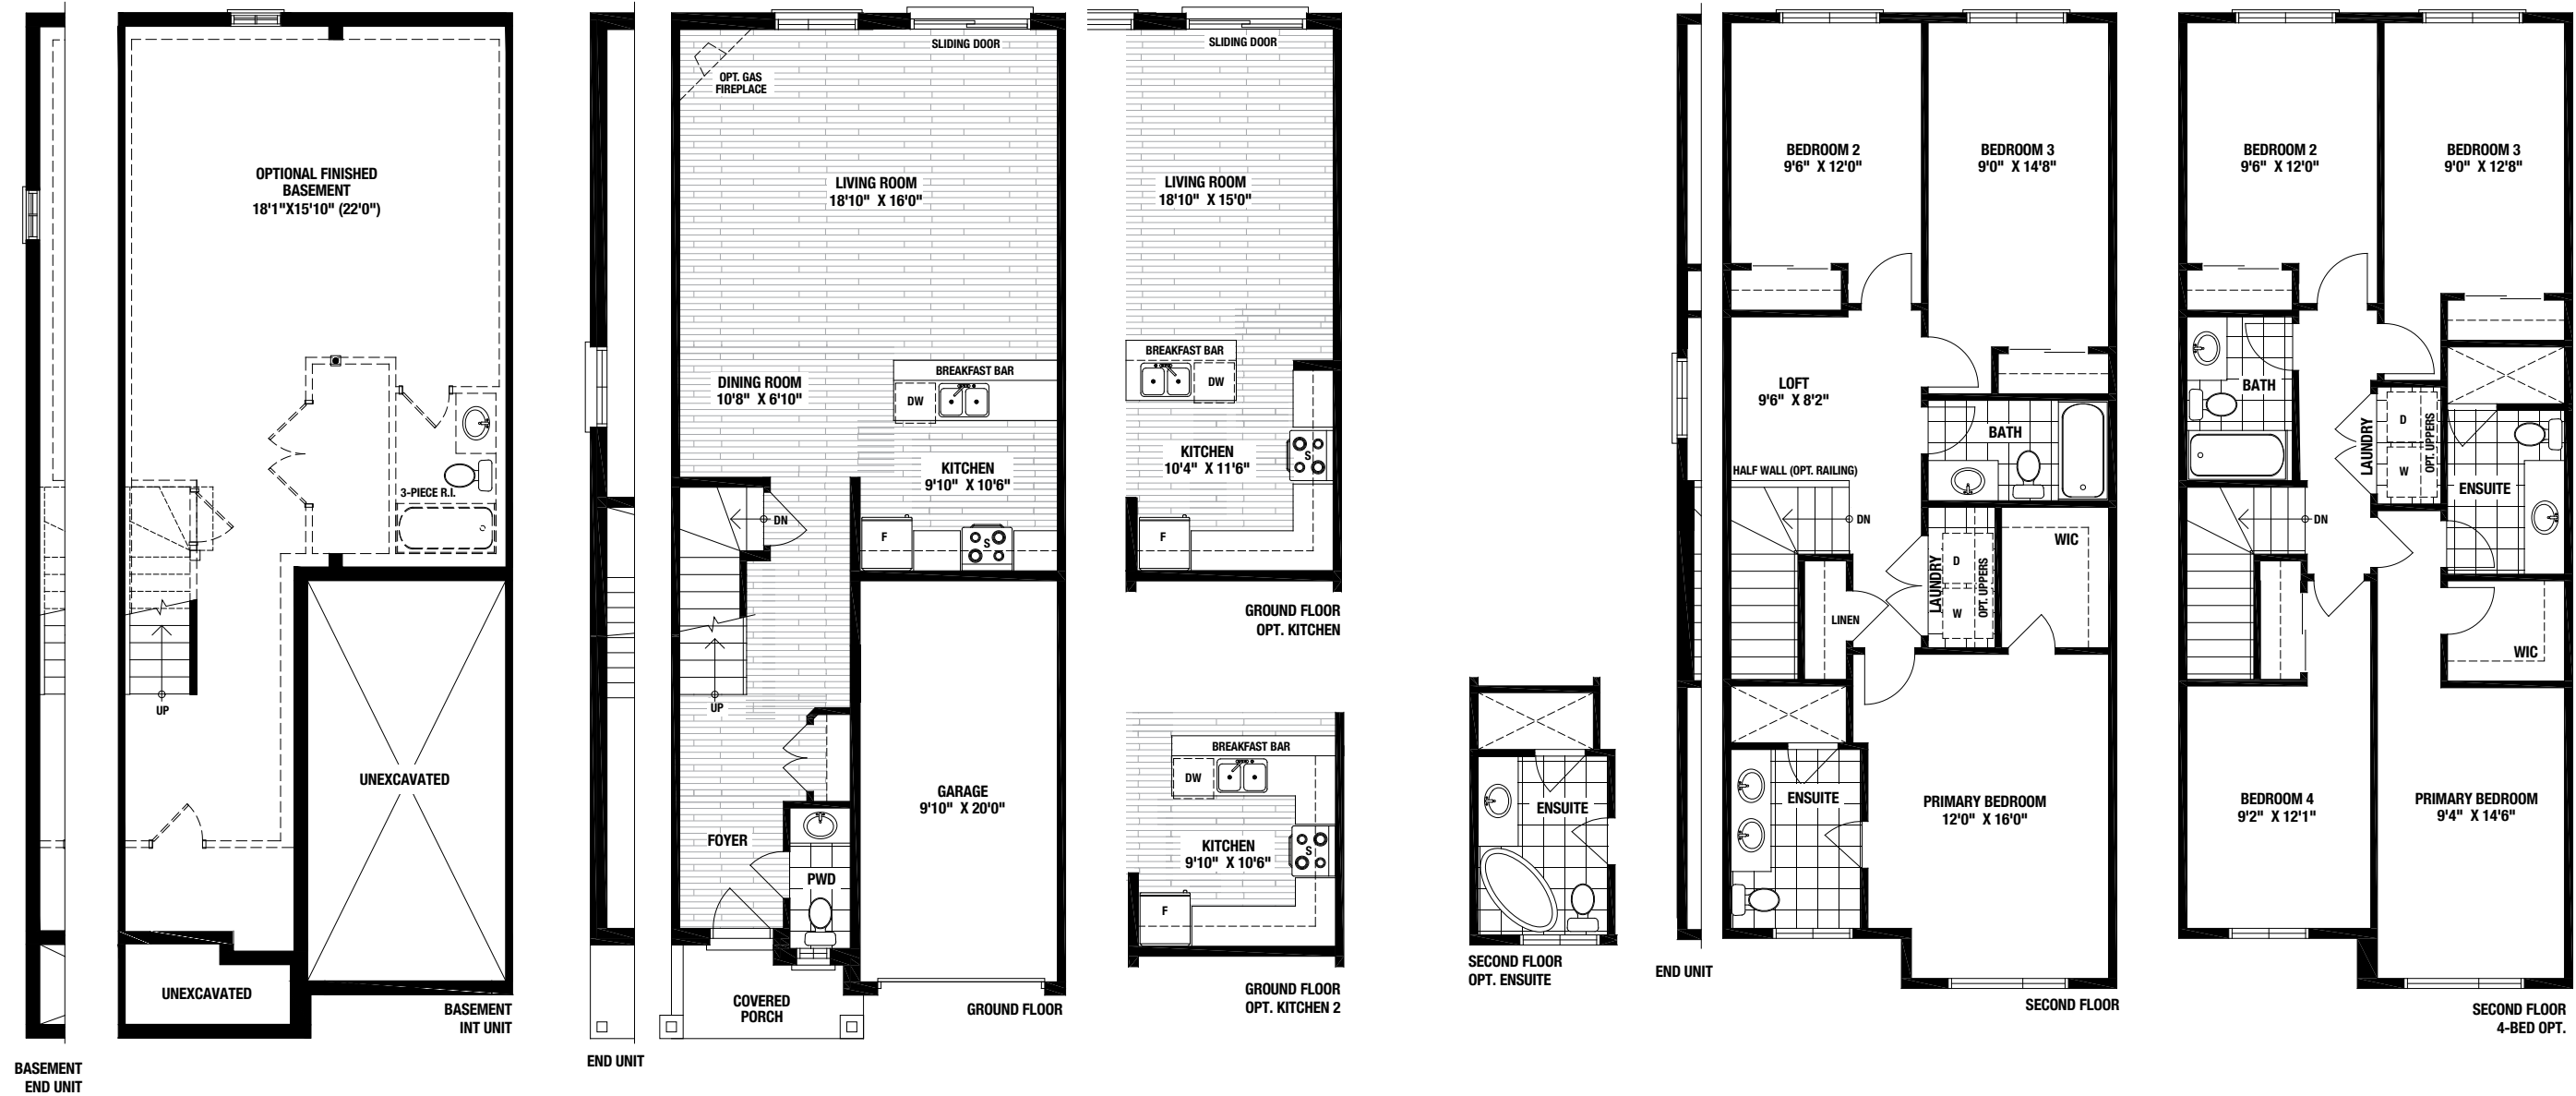 OPTIONAL FINISHED
BASEMENT
18'1"X15'10" (22'0")
3-PIECE R.I.
UP
UNEXCAVATED
UNEXCAVATED
BASEMENT
INT UNIT
BASEMENT
END UNIT
SLIDING DOOR
OPT. GAS
FIREPLACE
LIVING ROOM
18'10" X 16'0"
BREAKFAST BAR
DINING ROOM
10'8" X 6'10"
DW
KITCHEN
9'10" X 10'6"
DN
F
S
UP
GARAGE
9'10" X 20'0"
FOYER
PWD
COVERED
PORCH
GROUND FLOOR
END UNIT
SLIDING DOOR
LIVING ROOM
18'10" X 15'0"
BREAKFAST BAR
DW
KITCHEN
10'4" X 11'6"
S
F
GROUND FLOOR
OPT. KITCHEN
BREAKFAST BAR
DW
KITCHEN
9'10" X 10'6"
S
F
GROUND FLOOR
OPT. KITCHEN 2
ENSUITE
SECOND FLOOR
OPT. ENSUITE
BEDROOM 2
9'6" X 12'0"
BEDROOM 3
9'0" X 14'8"
LOFT
9'6" X 8'2"
BATH
HALF WALL (OPT. RAILING)
DN
WIC
LAUNDRY
D
W
OPT. UPPERS
LINEN
ENSUITE
PRIMARY BEDROOM
12'0" X 16'0"
END UNIT
SECOND FLOOR
BEDROOM 2
9'6" X 12'0"
BEDROOM 3
9'0" X 12'8"
BATH
LAUNDRY
D
W
OPT. UPPERS
ENSUITE
DN
WIC
BEDROOM 4
9'2" X 12'1"
PRIMARY BEDROOM
9'4" X 14'6"
SECOND FLOOR
4-BED OPT.